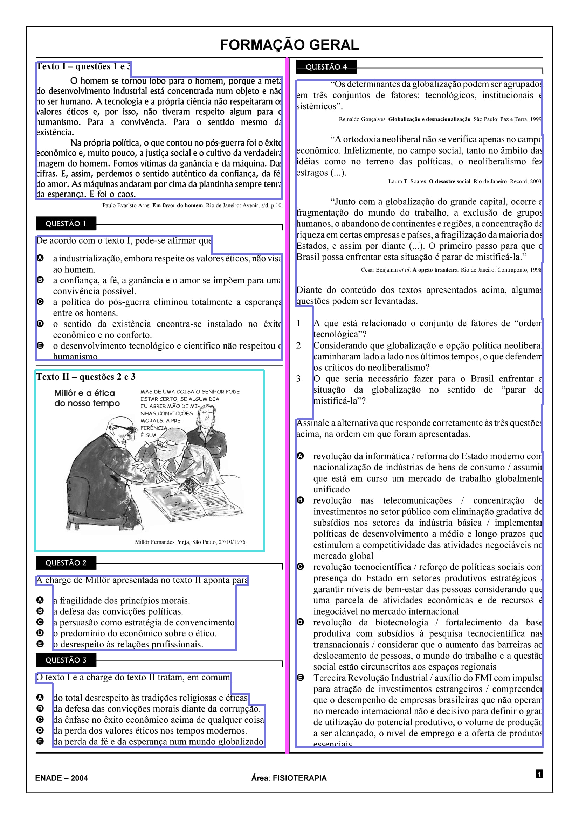 FORMAÇÃO GERAL
Texto I – questões 1 e 3
O homem se tornou lobo para o homem, porque a meta
do desenvolvimento industrial está concentrada num objeto e não
no ser humano. A tecnologia e a própria ciência não respeitaram os
valores éticos e, por isso, não tiveram respeito algum para o
humanismo. Para a convivência. Para o sentido mesmo da
existência.
Na própria política, o que contou no pós-guerra foi o êxito
econômico e, muito pouco, a justiça social e o cultivo da verdadeira
imagem do homem. Fomos vítimas da ganância e da máquina. Das
cifras. E, assim, perdemos o sentido autêntico da confiança, da fé,
do amor. As máquinas andaram por cima da plantinha sempre tenra
da esperança. E foi o caos.
Paulo Evaristo Arns. Em favor do homem. Rio de Janeiro: Avenir, s/d. p.10.
QUESTÃO 1
De acordo com o texto I, pode-se afirmar que
A a industrialização, embora respeite os valores éticos, não visa
ao homem.
B a confiança, a fé, a ganância e o amor se impõem para uma
convivência possível.
C a política do pós-guerra eliminou totalmente a esperança
entre os homens.
D o sentido da existência encontra-se instalado no êxito
econômico e no conforto.
E o desenvolvimento tecnológico e científico não respeitou o
humanismo.
Texto II – questões 2 e 3
Millôr e a ética
do nosso tempo
Millôr Fernandes. Veja, São Paulo, 27/10/1976
QUESTÃO 2
A charge de Millôr apresentada no texto II aponta para
A a fragilidade dos princípios morais.
B a defesa das convicções políticas.
C a persuasão como estratégia de convencimento.
D o predomínio do econômico sobre o ético.
E o desrespeito às relações profissionais.
QUESTÃO 3
O texto I e a charge do texto II tratam, em comum,
A do total desrespeito às tradições religiosas e éticas.
B da defesa das convicções morais diante da corrupção.
C da ênfase no êxito econômico acima de qualquer coisa.
D da perda dos valores éticos nos tempos modernos.
E da perda da fé e da esperança num mundo globalizado.
QUESTÃO 4
“Os determinantes da globalização podem ser agrupados
em três conjuntos de fatores: tecnológicos, institucionais e
sistêmicos”.
Reinaldo Gonçalves. Globalização e desnacionalização. São Paulo: Paz e Terra, 1999.
“A ortodoxia neoliberal não se verifica apenas no campo
econômico. Infelizmente, no campo social, tanto no âmbito das
idéias como no terreno das políticas, o neoliberalismo fez
estragos (...).
Laura T. Soares. O desastre social. Rio de Janeiro: Record, 2003.
“Junto com a globalização do grande capital, ocorre a
fragmentação do mundo do trabalho, a exclusão de grupos
humanos, o abandono de continentes e regiões, a concentração da
riqueza em certas empresas e países, a fragilização da maioria dos
Estados, e assim por diante (...). O primeiro passo para que o
Brasil possa enfrentar esta situação é parar de mistificá-la.”
César Benjamin et al. A opção brasileira. Rio de Janeiro: Contraponto, 1998.
Diante do conteúdo dos textos apresentados acima, algumas
questões podem ser levantadas.
1 A que está relacionado o conjunto de fatores de “ordem
tecnológica”?
2 Considerando que globalização e opção política neoliberal
caminharam lado a lado nos últimos tempos, o que defendem
os críticos do neoliberalismo?
3 O que seria necessário fazer para o Brasil enfrentar a
situação da globalização no sentido de “parar de
mistificá-la”?
Assinale a alternativa que responde corretamente às três questões
acima, na ordem em que foram apresentadas.
A revolução da informática / reforma do Estado moderno com
nacionalização de indústrias de bens de consumo / assumir
que está em curso um mercado de trabalho globalmente
unificado
B revolução nas telecomunicações / concentração de
investimentos no setor público com eliminação gradativa de
subsídios nos setores da indústria básica / implementar
políticas de desenvolvimento a médio e longo prazos que
estimulem a competitividade das atividades negociáveis no
mercado global
C revolução tecnocientífica / reforço de políticas sociais com
presença do Estado em setores produtivos estratégicos /
garantir níveis de bem-estar das pessoas considerando que
uma parcela de atividades econômicas e de recursos é
inegociável no mercado internacional
D revolução da biotecnologia / fortalecimento da base
produtiva com subsídios à pesquisa tecnocientífica nas
transnacionais / considerar que o aumento das barreiras ao
deslocamento de pessoas, o mundo do trabalho e a questão
social estão circunscritos aos espaços regionais
E Terceira Revolução Industrial / auxílio do FMI com impulso
para atração de investimentos estrangeiros / compreender
que o desempenho de empresas brasileiras que não operam
no mercado internacional não é decisivo para definir o grau
de utilização do potencial produtivo, o volume de produção
a ser alcançado, o nível de emprego e a oferta de produtos
essenciais
ENADE – 2004
Área: FISIOTERAPIA
1